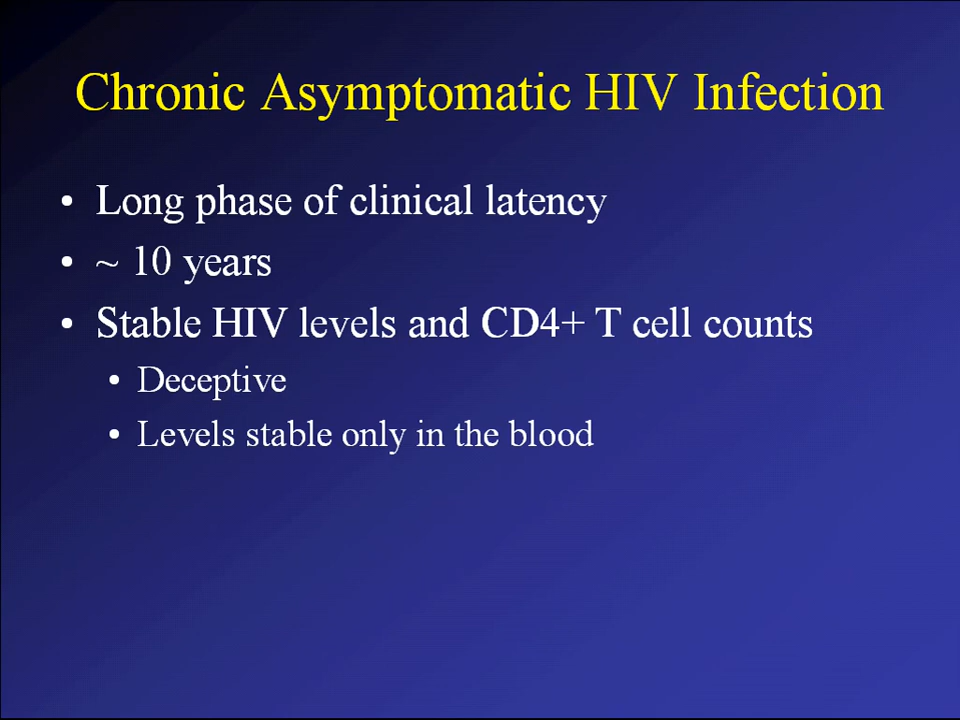 Chronic Asymptomatic HIV Infection
• Long phase of clinical latency
• ~ 10 years
• Stable HIV levels and CD4+ T cell counts
• Deceptive
• Levels stable only in the blood